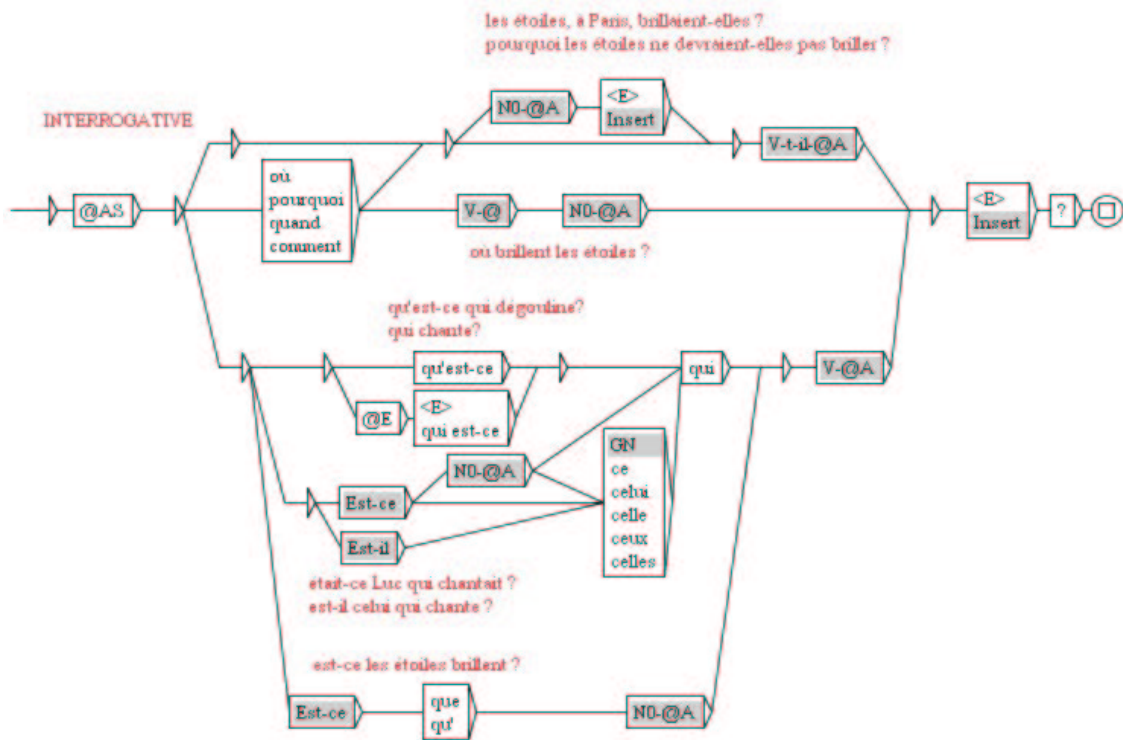 les étoiles, à Paris, brillaient-elles ?
pourquoi les étoiles ne devraient-elles pas briller ?
INTERROGATIVE
N0-@A
<E>
Insert
V-t-il-@A
@AS
où
pourquoi
quand
comment
V-@
N0-@A
<E>
Insert
?
où brillent les étoiles ?
qu'est-ce qui dégouline?
qui chante?
qu'est-ce
qui
V-@A
@E
<E>
qui est-ce
N0-@A
Est-ce
Est-il
GN
ce
celui
celle
ceux
celles
était-ce Luc qui chantait ?
est-il celui qui chante ?
est-ce les étoiles brillent ?
Est-ce
que
qu'
N0-@A